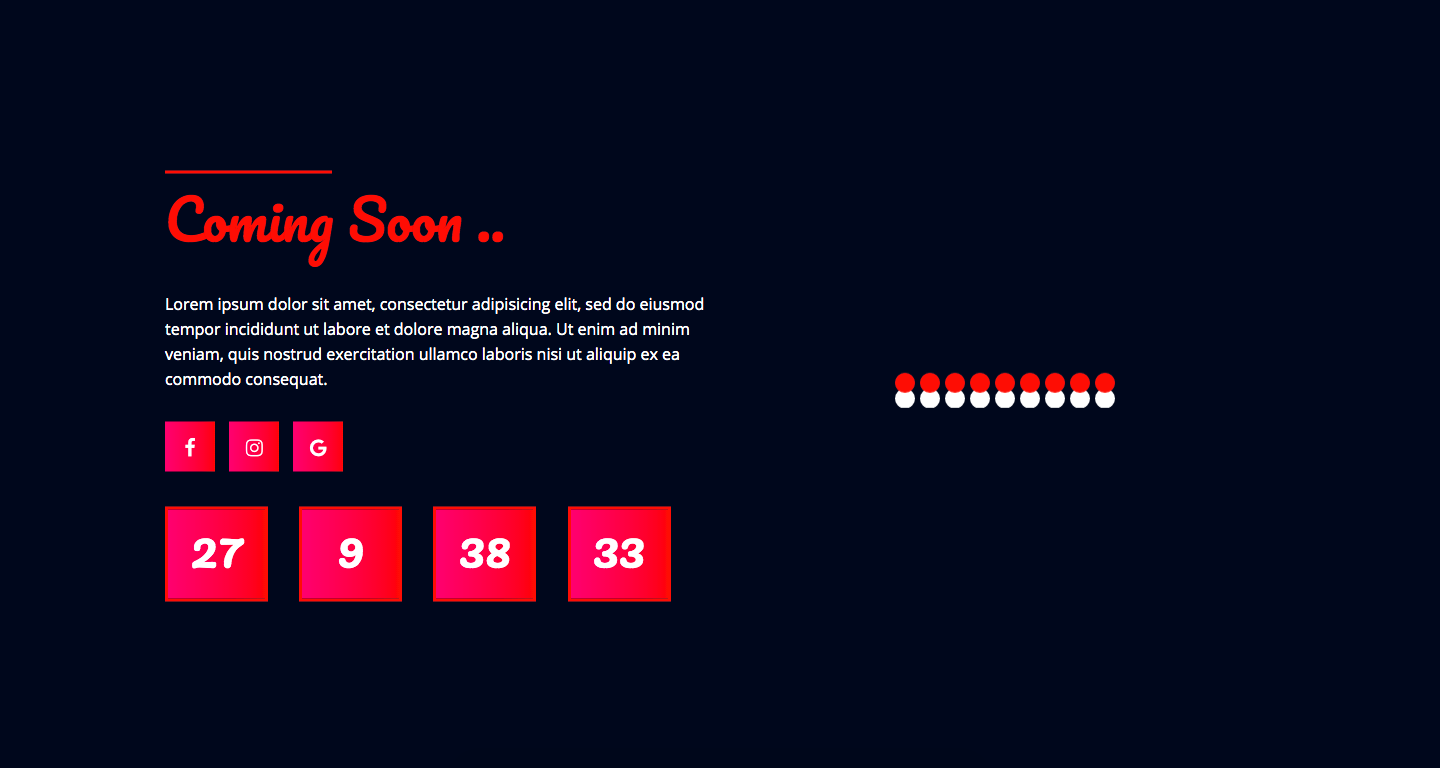 Coming Soon ..
Lorem ipsum dolor sit amet, consectetur adipisicing elit, sed do eiusmod
tempor incididunt ut labore et dolore magna aliqua. Ut enim ad minim
veniam, quis nostrud exercitation ullamco laboris nisi ut aliquip ex ea
commodo consequat.
27 9 38 33